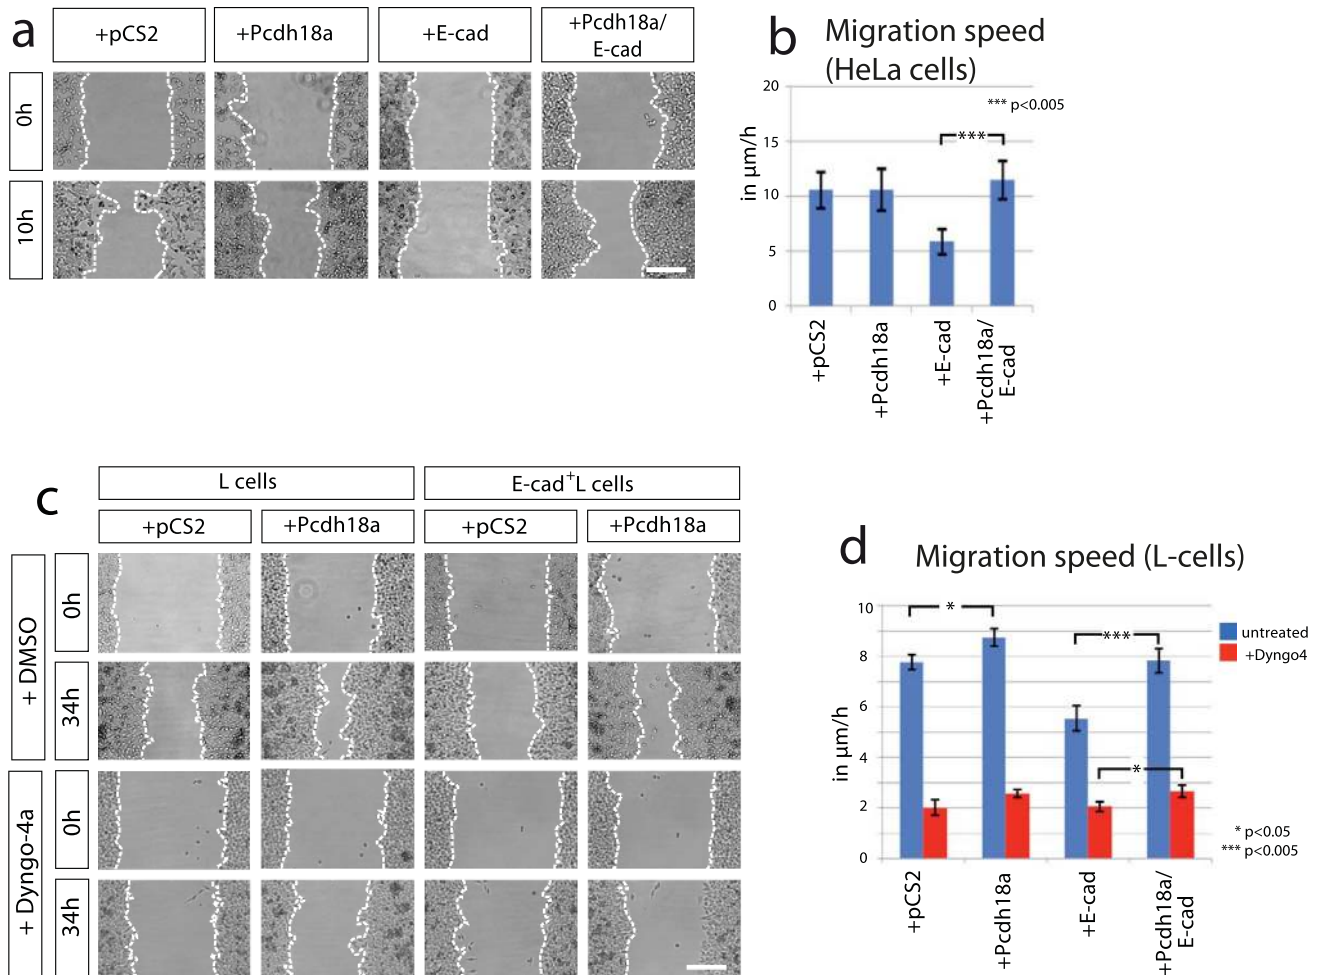 a
+pCS2
+Pcdh18a
+E-cad
+Pcdh18a/
E-cad
0h
10h
b
Migration speed
(HeLa cells)
*** p<0.005
***
20
15
10
5
0
in μm/h
+pCS2
+Pcdh18a
+E-cad
+Pcdh18a/
E-cad
c
L cells
E-cad⁺L cells
+pCS2
+Pcdh18a
+pCS2
+Pcdh18a
+ DMSO
0h
34h
+ Dyngo-4a
0h
34h
d
Migration speed (L-cells)
untreated
+Dyngo4
*
***
*
10
8
6
4
2
0
in μm/h
* p<0.05
*** p<0.005
+pCS2
+Pcdh18a
+E-cad
+Pcdh18a/
E-cad